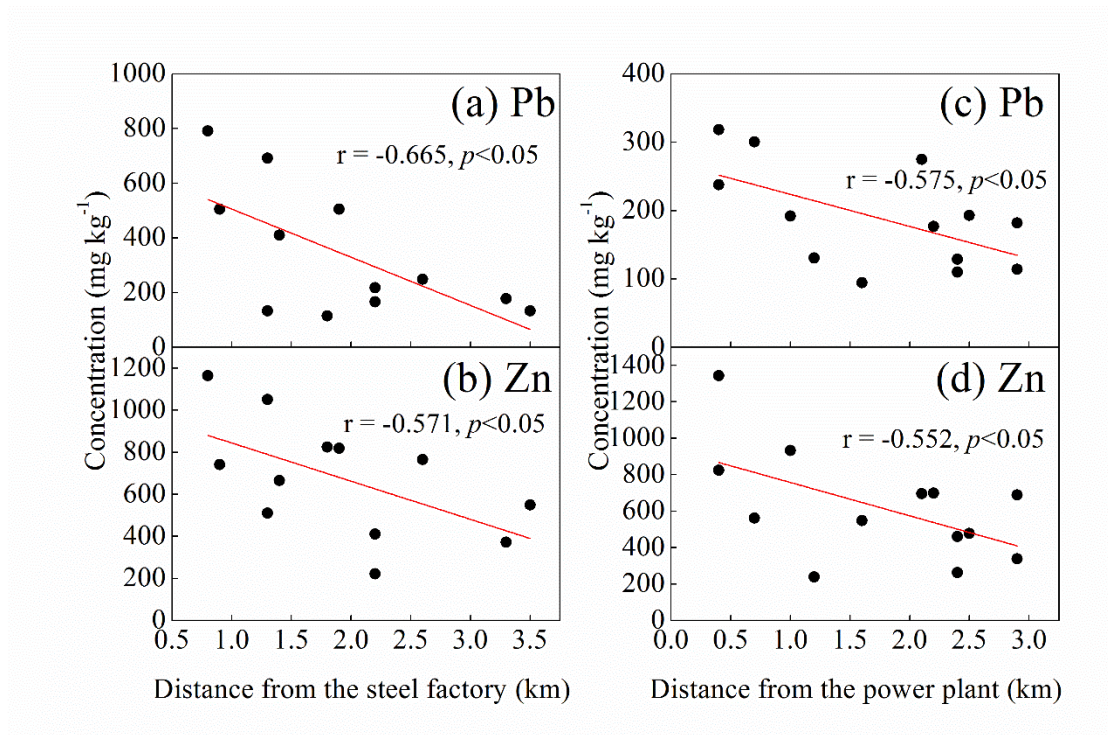 Concentration (mg kg-1)
1000
800
600
400
200
0
(a) Pb
r = -0.665, p<0.05
1200
1000
800
600
400
200
0
(b) Zn
r = -0.571, p<0.05
0.5 1.0 1.5 2.0 2.5 3.0 3.5
Distance from the steel factory (km)
Concentration (mg kg-1)
400
300
200
100
0
(c) Pb
r = -0.575, p<0.05
1400
1200
1000
800
600
400
200
0
(d) Zn
r = -0.552, p<0.05
0.0 0.5 1.0 1.5 2.0 2.5 3.0
Distance from the power plant (km)